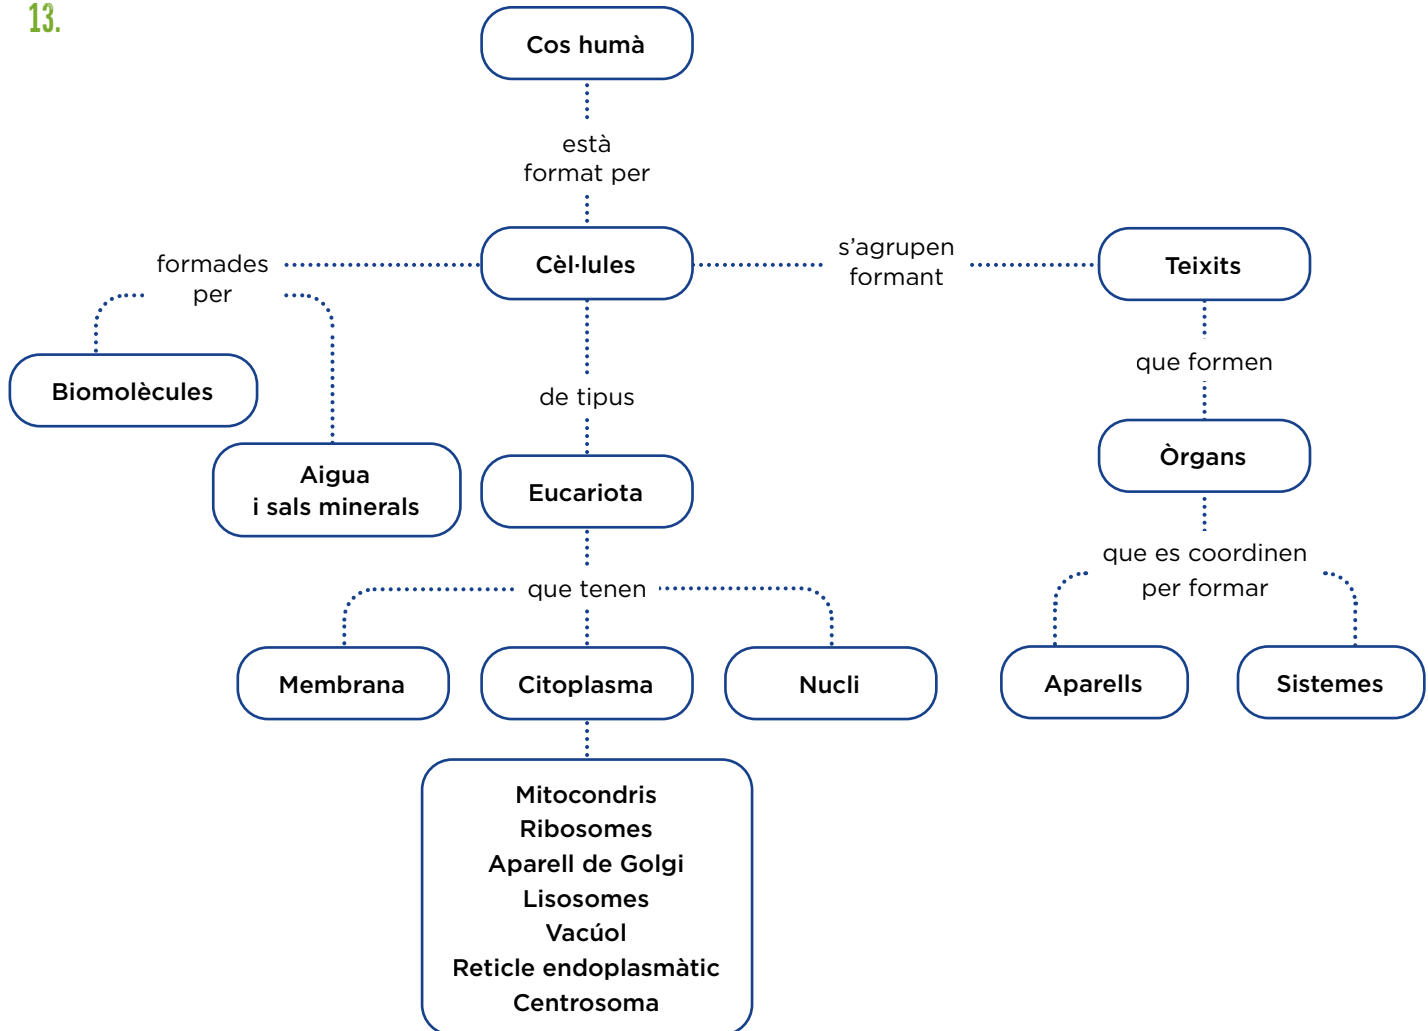 13.
Cos humà
està
format per
formades
per
Cèl·lules
s’agrupen
formant
Teixits
Biomolècules
Aigua
i sals minerals
de tipus
Eucariota
que formen
Òrgans
que tenen
que es coordinen
per formar
Membrana
Citoplasma
Nucli
Aparells
Sistemes
Mitocondris
Ribosomes
Aparell de Golgi
Lisosomes
Vacúol
Reticle endoplasmàtic
Centrosoma